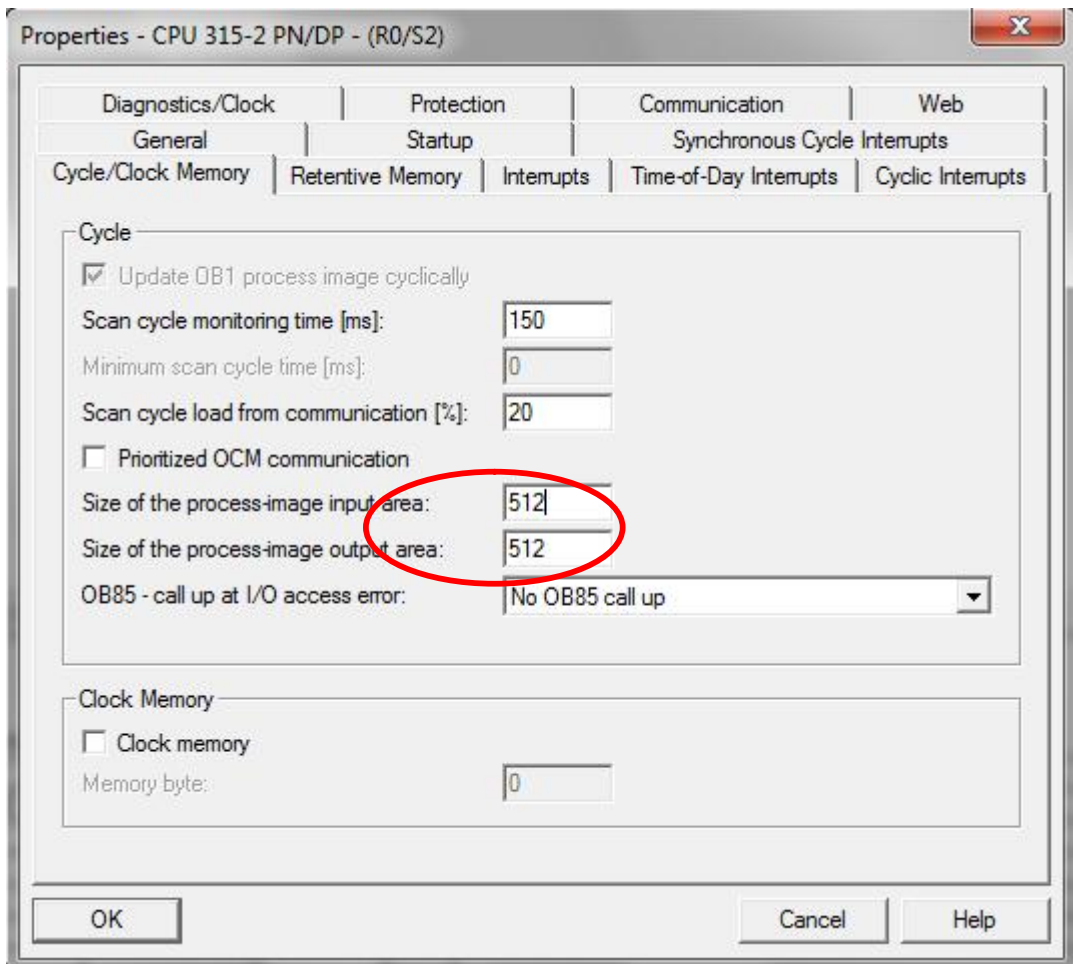 Properties - CPU 315-2 PN/DP - (R0/S2)
Diagnostics/Clock Protection Communication Web
General Startup Synchronous Cycle Interrupts
Cycle/Clock Memory Retentive Memory Interrupts Time-of-Day Interrupts Cyclic Interrupts
Cycle
Update OB1 process image cyclically
Scan cycle monitoring time [ms]: 150
Minimum scan cycle time [ms]: 0
Scan cycle load from communication [%]: 20
Prioritized OCM communication
Size of the process-image input area: 512
Size of the process-image output area: 512
OB85 - call up at I/O access error: No OB85 call up
Clock Memory
Clock memory
Memory byte: 0
OK Cancel Help